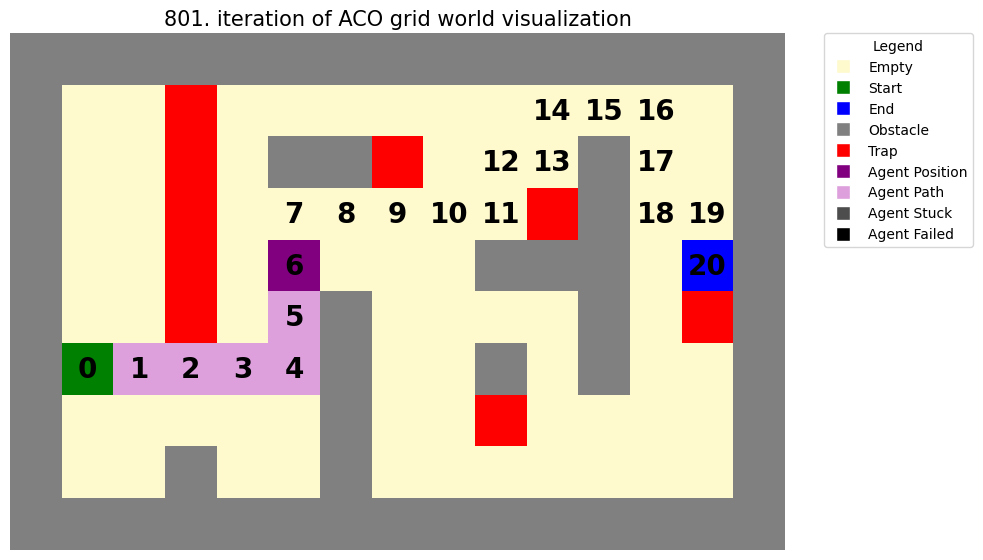 801. iteration of ACO grid world visualization
14 15 16
12 13 17
7 8 9 10 11 18 19
6 20
5
0 1 2 3 4
Legend
Empty
Start
End
Obstacle
Trap
Agent Position
Agent Path
Agent Stuck
Agent Failed